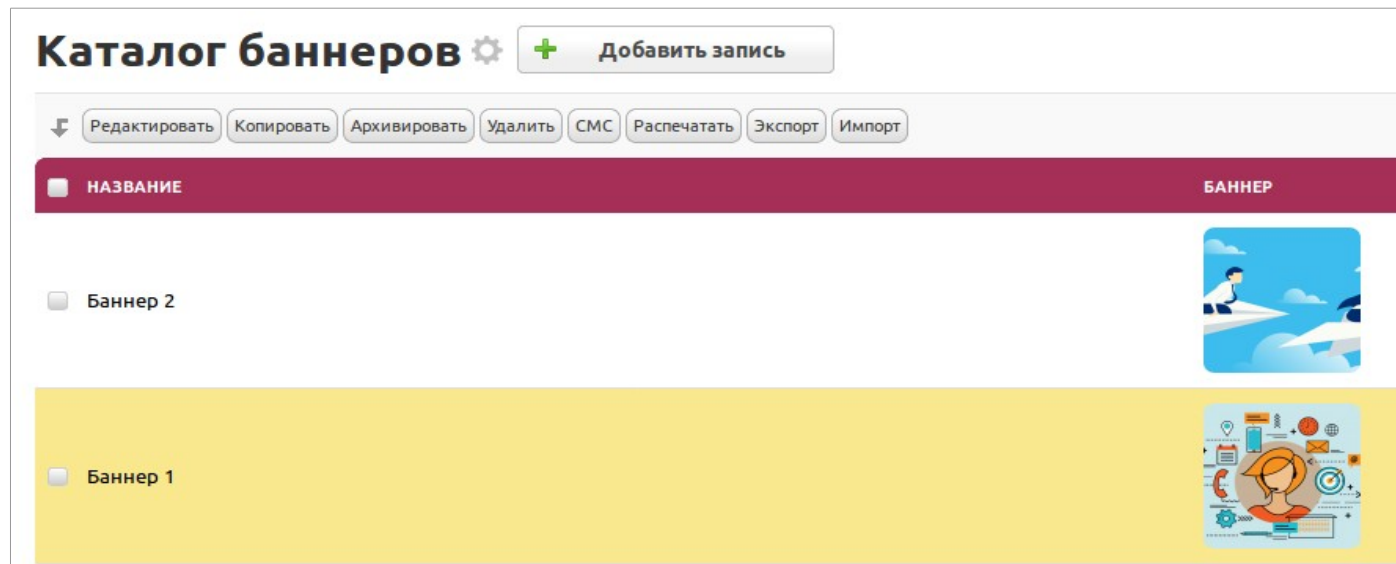 Каталог баннеров Добавить запись
Редактировать Копировать Архивировать Удалить СМС Распечатать Экспорт Импорт
НАЗВАНИЕ БАННЕР
Баннер 2
Баннер 1